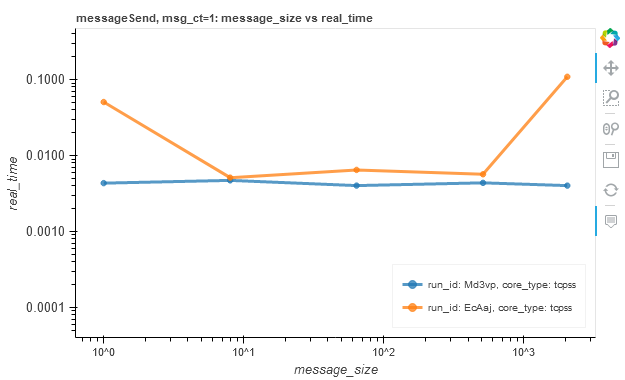 messageSend, msg_ct=1: message_size vs real_time
0.1000
0.0100
0.0010
0.0001
real_time
10^0
10^1
10^2
10^3
message_size
run_id: Md3vp, core_type: tcpss
run_id: EcAaj, core_type: tcpss